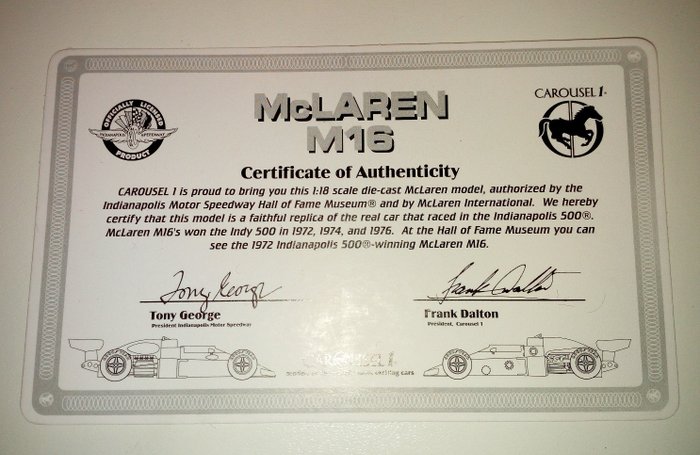 McLAREN
M16
OFFICIALLY LICENSED
INDIANAPOLIS SPEEDWAY
PRODUCT
CAROUSEL 1
Certificate of Authenticity
CAROUSEL 1 is proud to bring you this 1:18 scale die-cast McLaren model, authorized by the
Indianapolis Motor Speedway Hall of Fame Museum® and by McLaren International. We hereby
certify that this model is a faithful replica of the real car that raced in the Indianapolis 500®.
McLaren M16's won the Indy 500 in 1972, 1974, and 1976. At the Hall of Fame Museum you can
see the 1972 Indianapolis 500®-winning McLaren M16.
Tony George
Frank Dalton
Tony George
President Indianapolis Motor Speedway
Frank Dalton
President, Carousel 1
CAROUSEL 1
cars